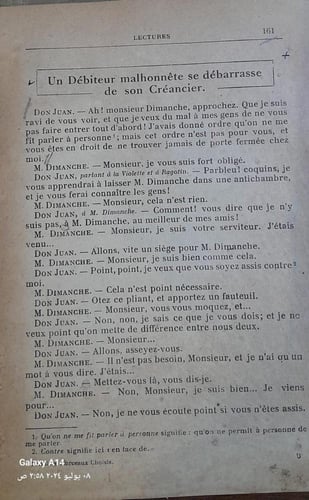 LECTURES 161
Un Débiteur malhonnête se débarrasse
de son Créancier.
DON JUAN. — Ah! monsieur Dimanche, approchez. Que je suis
ravi de vous voir, et que je veux du mal à mes gens de ne vous
pas faire entrer tout d'abord! J'avais donné ordre qu'on ne me
fit parler à personne¹; mais cet ordre n'est pas pour vous, et
vous êtes en droit de ne trouver jamais de porte fermée chez
moi.
M. DIMANCHE. — Monsieur, je vous suis fort obligé.
DON JUAN, parlant à la Violette et à Ragotin. — Parbleu! coquins, je
vous apprendrai à laisser M. Dimanche dans une antichambre,
et je vous ferai connaître les gens!
M. DIMANCHE. — Monsieur, cela n'est rien.
DON JUAN, à M. Dimanche. — Comment! vous dire que je n'y
suis pas, à M. Dimanche, au meilleur de mes amis!
M. DIMANCHE. — Monsieur, je suis votre serviteur. J'étais
venu...
DON JUAN. — Allons, vite un siège pour M. Dimanche.
M. DIMANCHE. — Monsieur, je suis bien comme cela.
DON JUAN. — Point, point, je veux que vous soyez assis contre
moi.
M. DIMANCHE. — Cela n'est point nécessaire.
DON JUAN. — Otez ce pliant, et apportez un fauteuil.
M. DIMANCHE. — Monsieur, vous vous moquez, et...
DON JUAN. — Non, non, je sais ce que je vous dois; et je ne
veux point qu'on mette de différence entre nous deux.
M. DIMANCHE. — Monsieur...
DON JUAN. — Allons, asseyez-vous.
M. DIMANCHE. — Il n'est pas besoin, Monsieur, et je n'ai qu'un
mot à vous dire. J'étais...
DON JUAN. — Mettez-vous là, vous dis-je.
M. DIMANCHE. — Non, Monsieur, je suis bien... Je viens
pour...
DON JUAN. — Non, je ne vous écoute point si vous n'êtes assis.
1. Qu'on ne me fit parler à personne signifie: qu'on ne permît à personne de
me parler.
2. Contre signifie ici en face de.
Morceaux Choisis.
Galaxy A14
٠٨ يوليو ٢٠٢٤ ٢:٥٨ ص